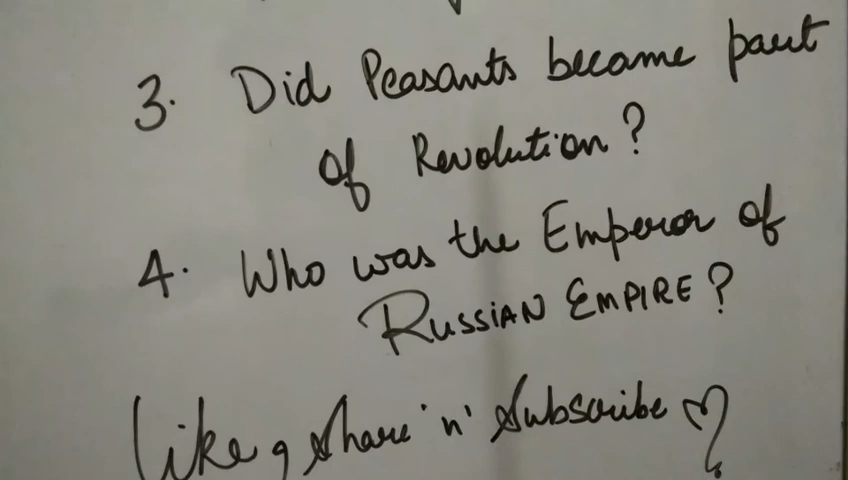 3. Did Peasants became part
of Revolution?
4. Who was the Emperor of
RUSSIAN EMPIRE?
Like, Share 'n' Subscribe